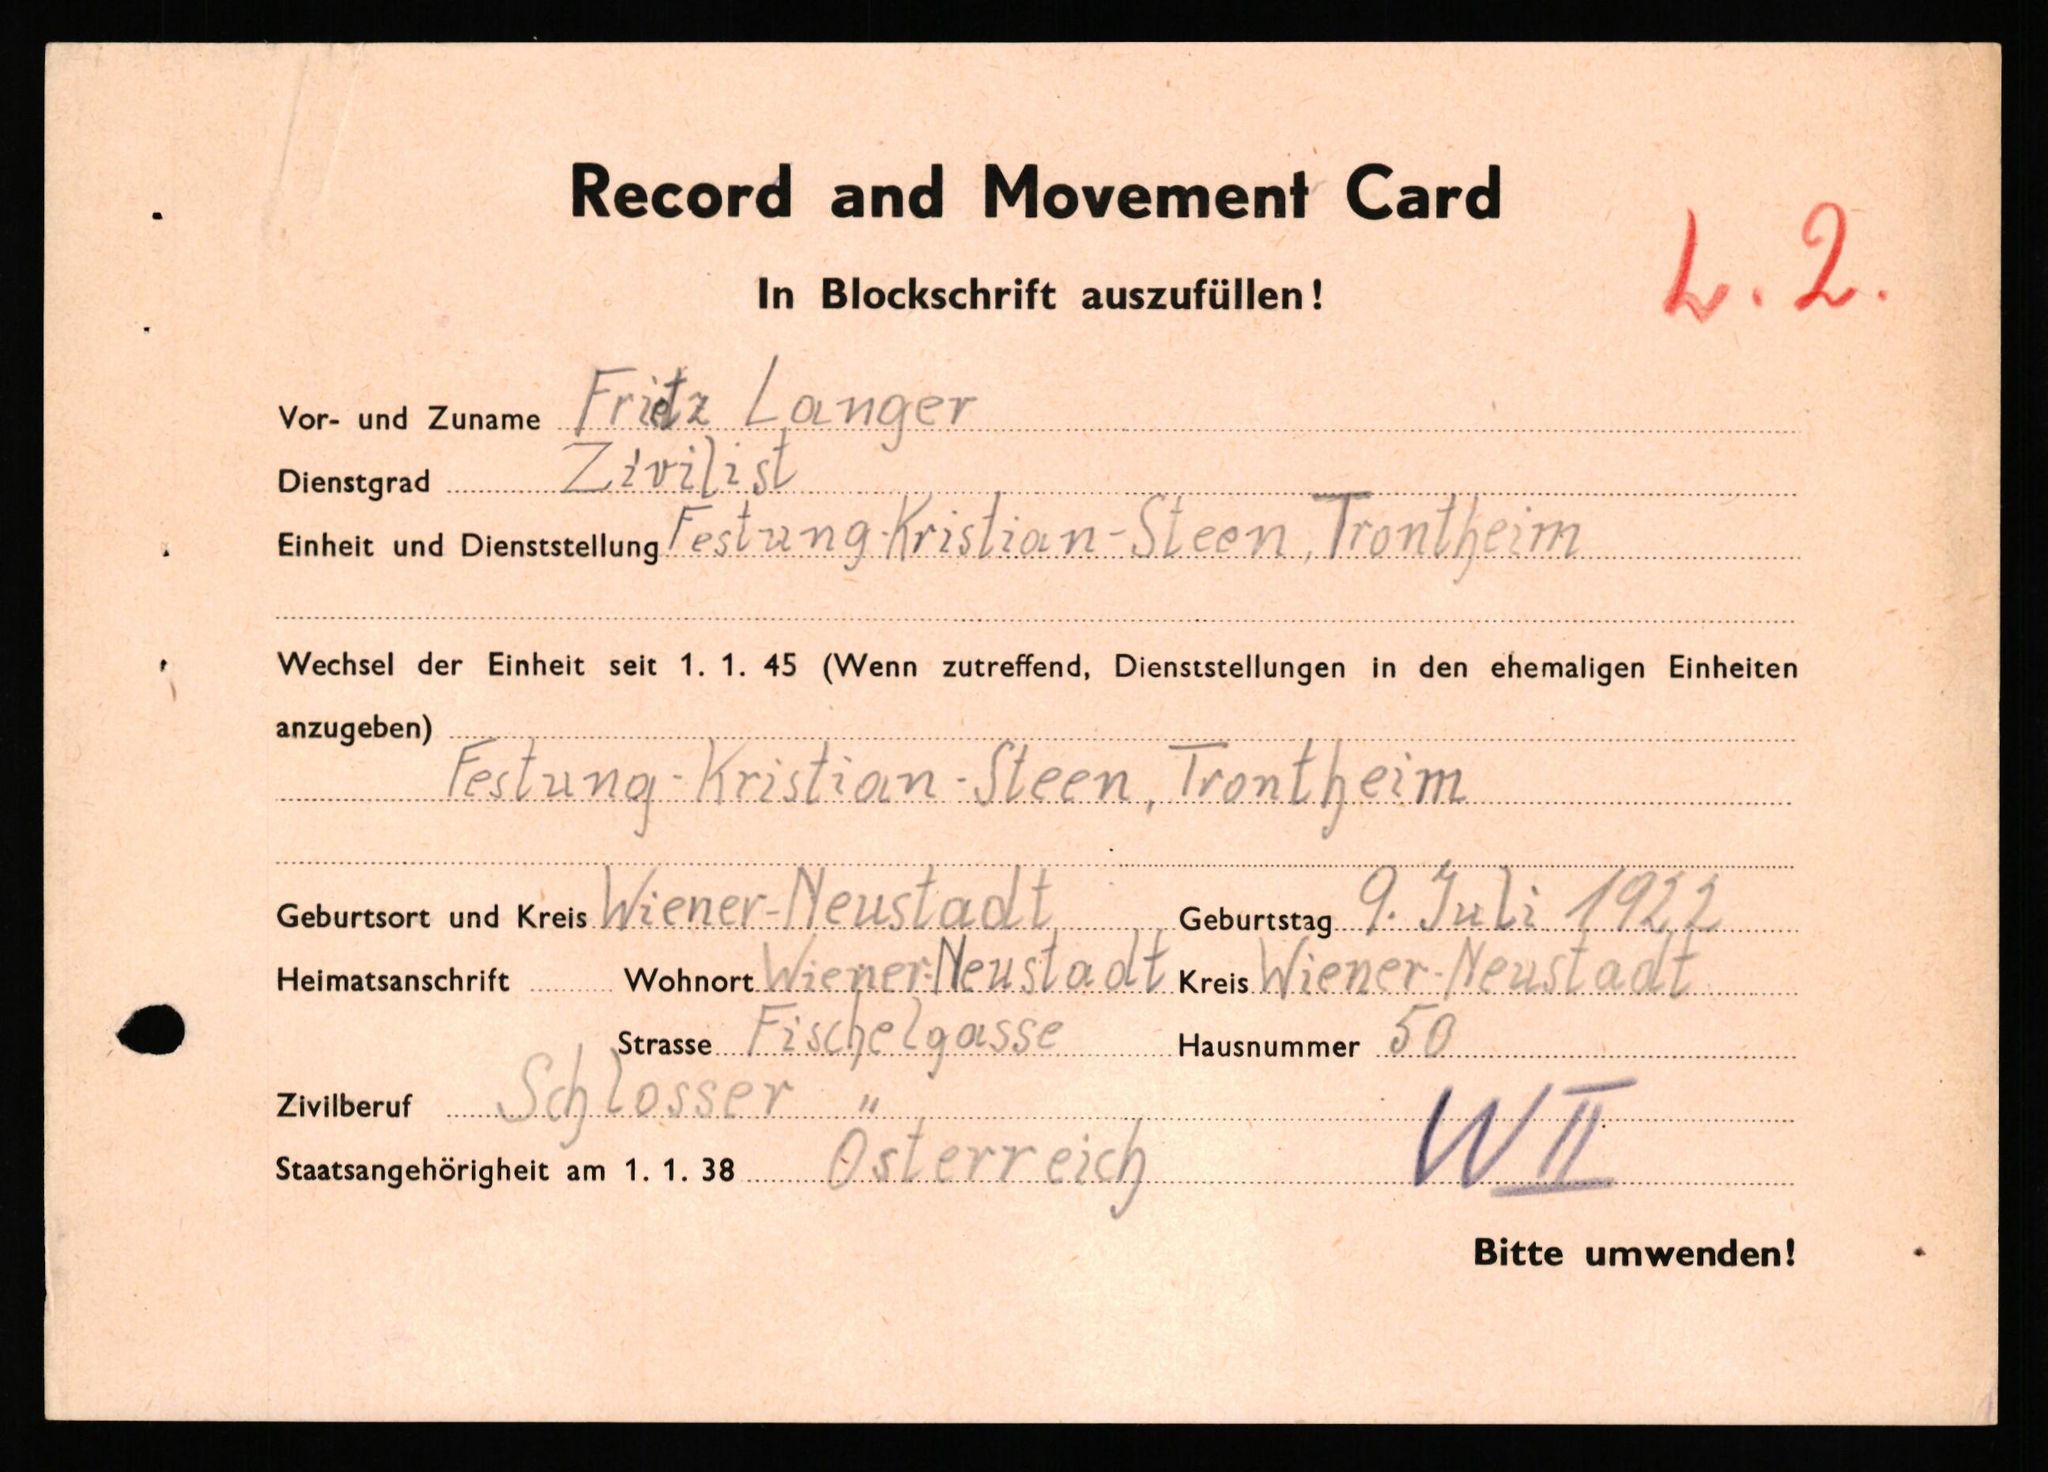 Record and Movement Card
L. 2.
In Blockschrift auszufüllen!
Vor- und Zuname Fritz Langer
Dienstgrad Zivilist
Einheit und Dienststellung Festung-Kristian-Steen, Trontheim
Wechsel der Einheit seit 1. 1. 45 (Wenn zutreffend, Dienststellungen in den ehemaligen Einheiten
anzugeben)
Festung-Kristian-Steen, Trontheim
Geburtsort und Kreis Wiener-Neustadt Geburtstag 9. Juli 1922
Heimatsanschrift Wohnort Wiener-Neustadt Kreis Wiener-Neustadt
Strasse Fischelgasse Hausnummer 50
Zivilberuf Schlosser
Staatsangehörigheit am 1. 1. 38 Österreich
W II
Bitte umwenden!